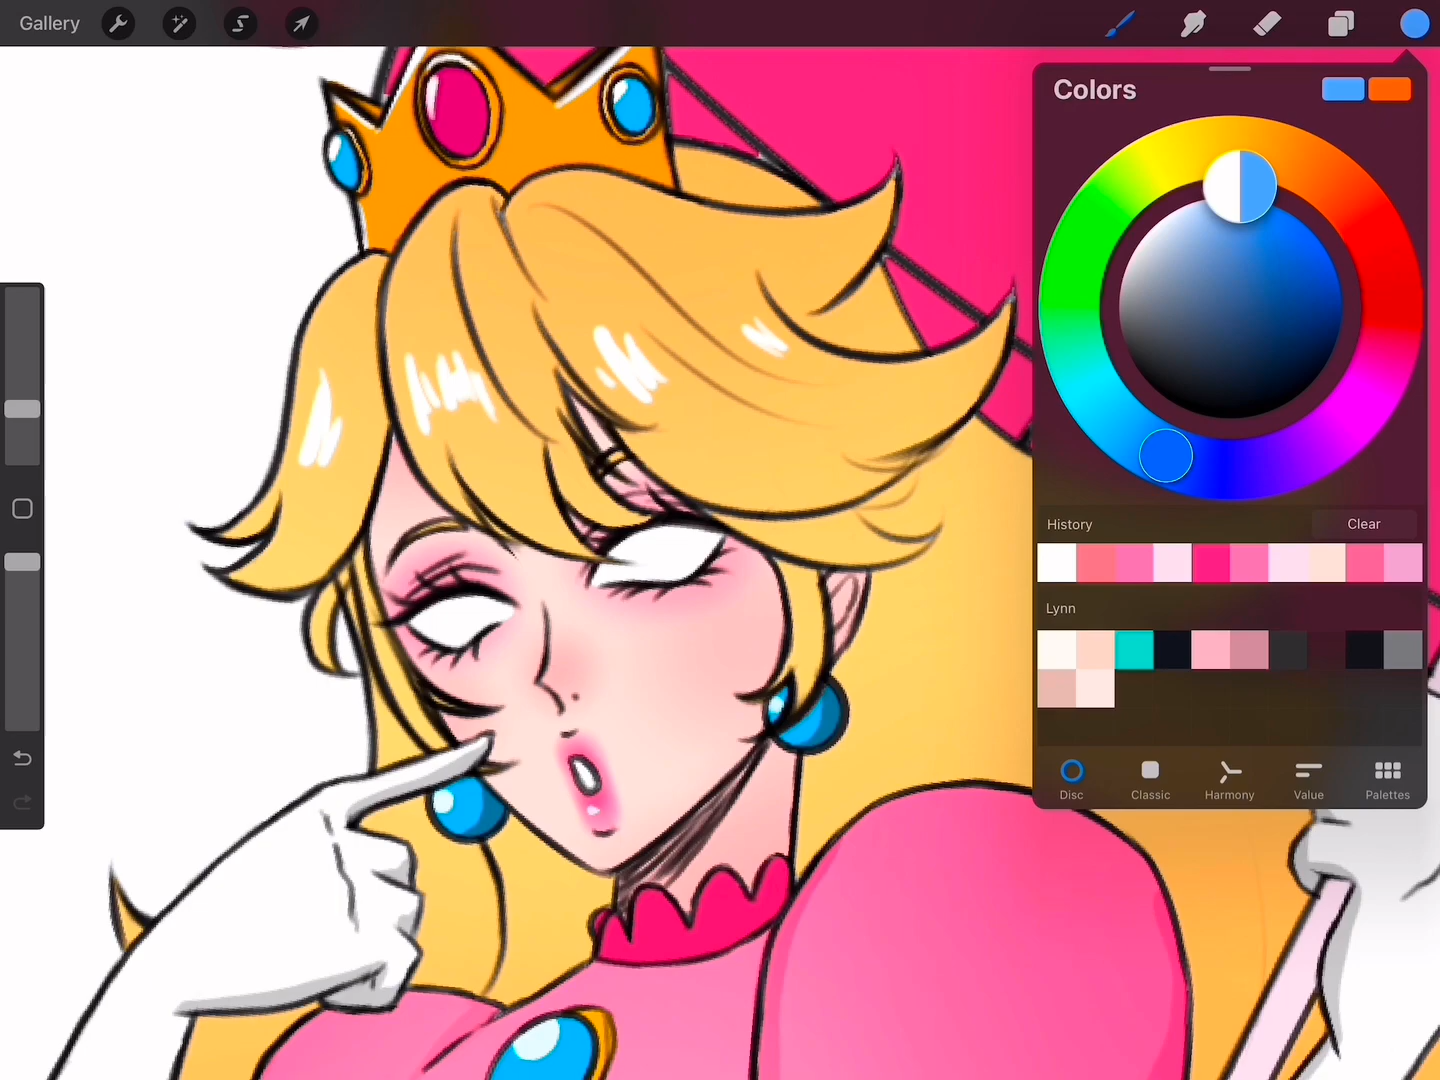 Gallery
Colors
History
Clear
Lynn
Disc
Classic
Harmony
Value
Palettes